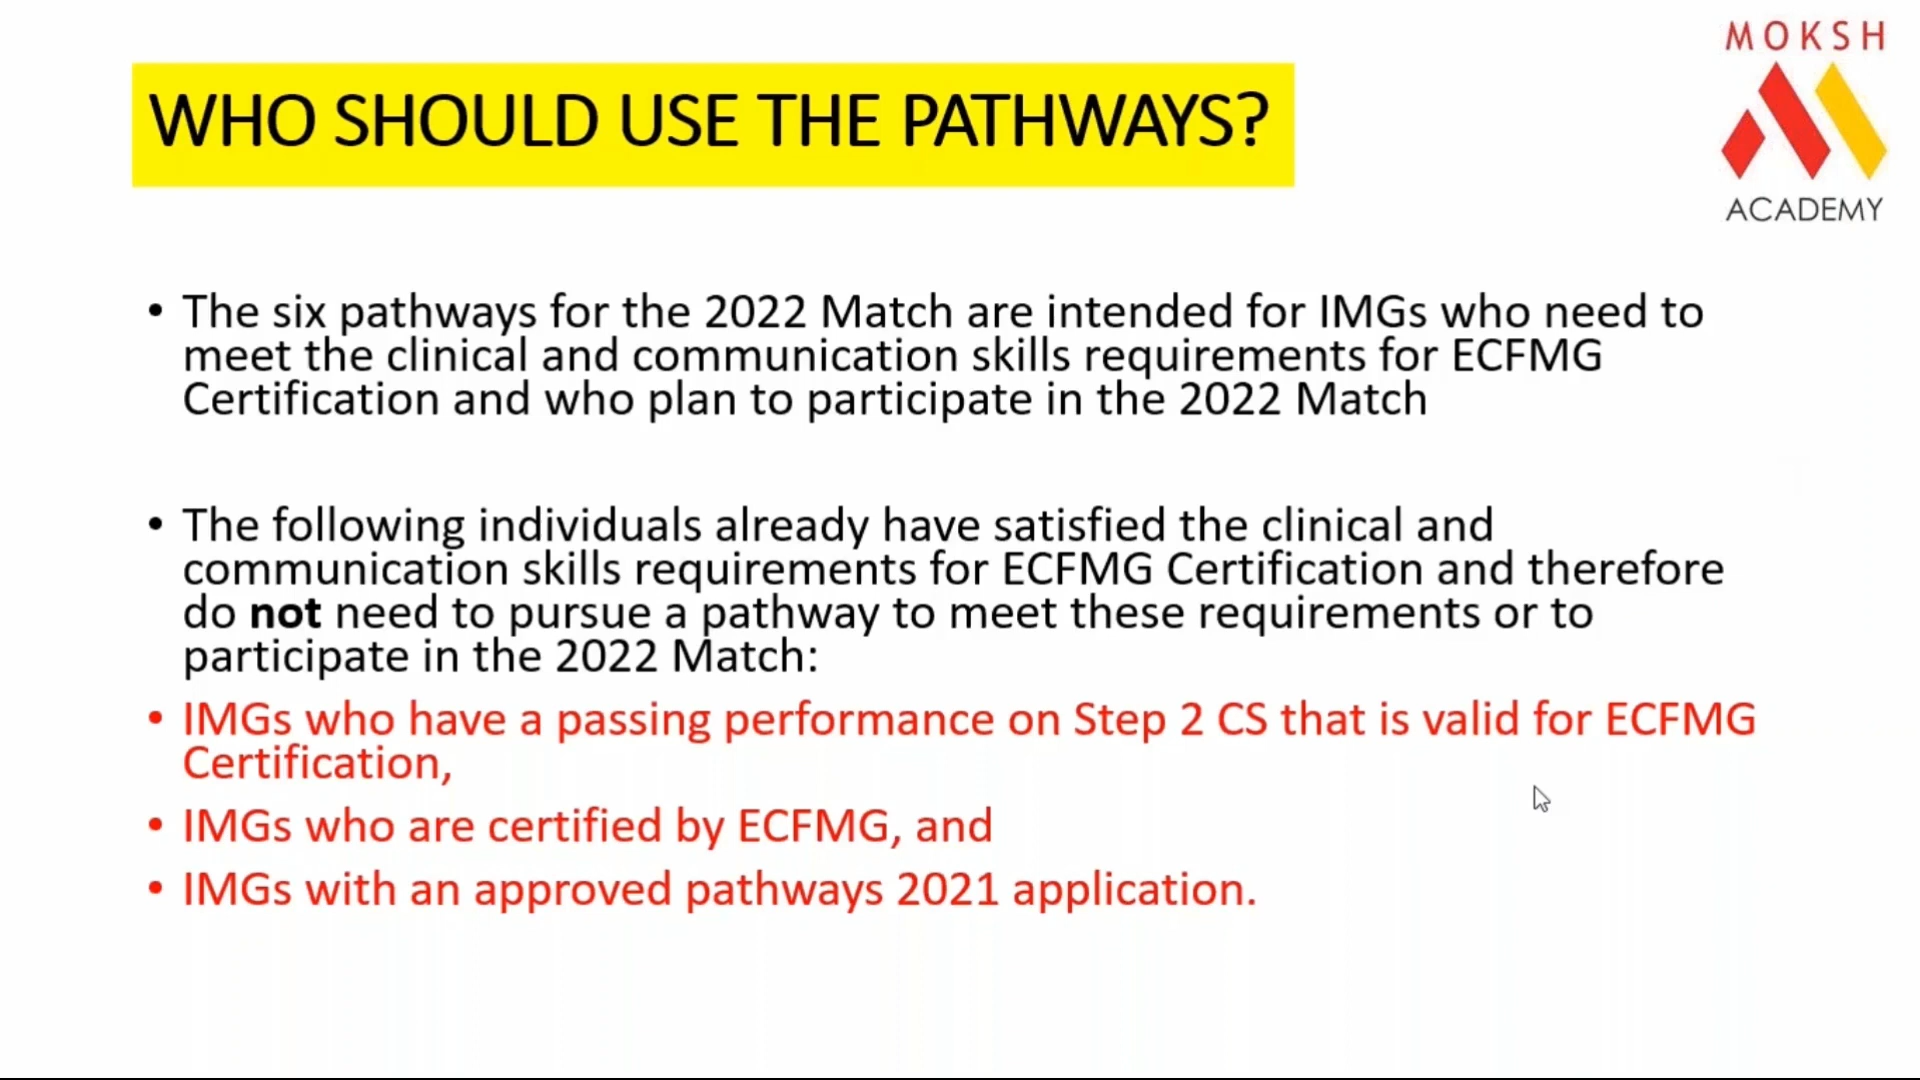 MOKSH
ACADEMY
WHO SHOULD USE THE PATHWAYS?
• The six pathways for the 2022 Match are intended for IMGs who need to
meet the clinical and communication skills requirements for ECFMG
Certification and who plan to participate in the 2022 Match
• The following individuals already have satisfied the clinical and
communication skills requirements for ECFMG Certification and therefore
do not need to pursue a pathway to meet these requirements or to
participate in the 2022 Match:
• IMGs who have a passing performance on Step 2 CS that is valid for ECFMG
Certification,
• IMGs who are certified by ECFMG, and
• IMGs with an approved pathways 2021 application.